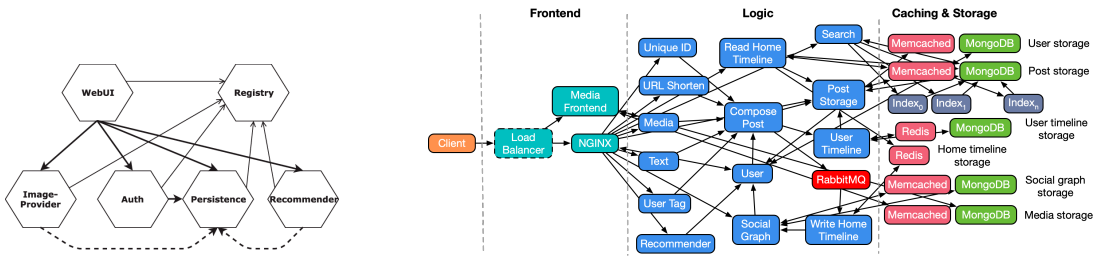 WebUI
Registry
Image-
Provider
Auth
Persistence
Recommender
Frontend
Logic
Caching & Storage
Client
Load
Balancer
Media
Frontend
NGINX
Unique ID
URL Shorten
Media
Text
User Tag
Recommender
Read Home
Timeline
Compose
Post
User
Social
Graph
Search
Post
Storage
User
Timeline
RabbitMQ
Write Home
Timeline
Memcached
MongoDB
User storage
Memcached
MongoDB
Post storage
Index0
Index1
Indexn
Redis
MongoDB
User timeline
storage
Redis
Home timeline
storage
Memcached
MongoDB
Social graph
storage
Memcached
MongoDB
Media storage